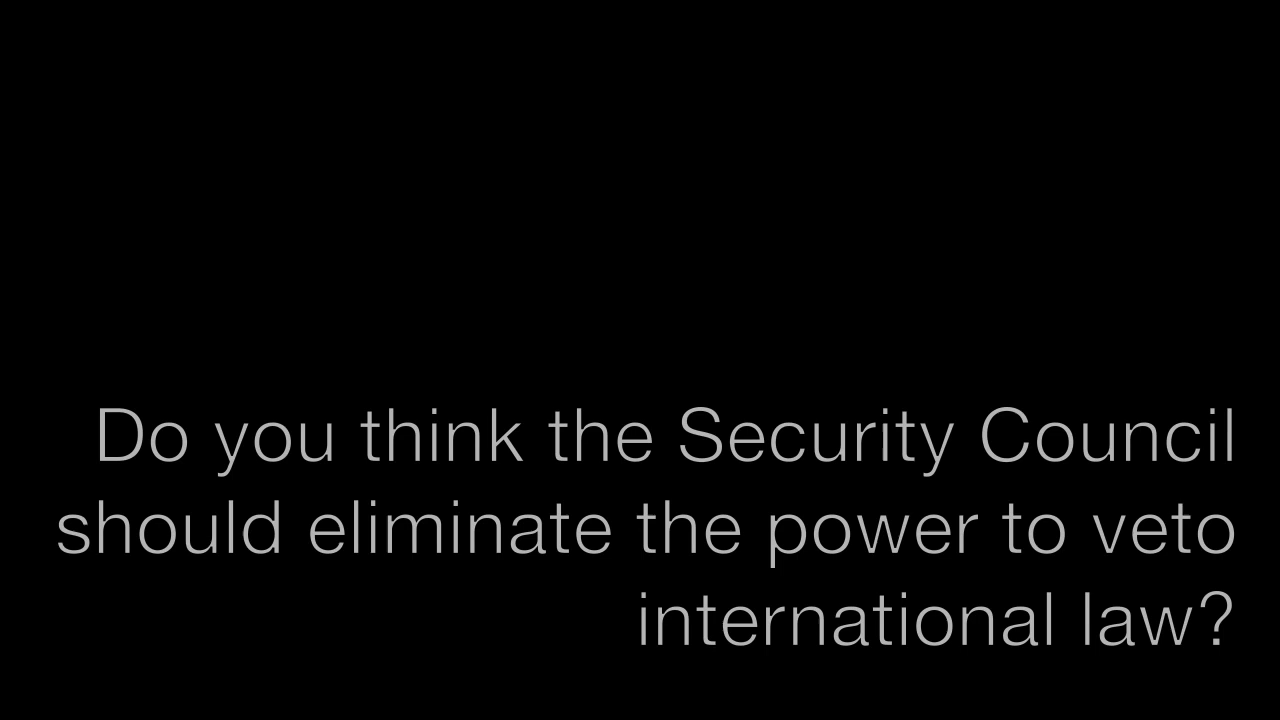 Do you think the Security Council
should eliminate the power to veto
international law?